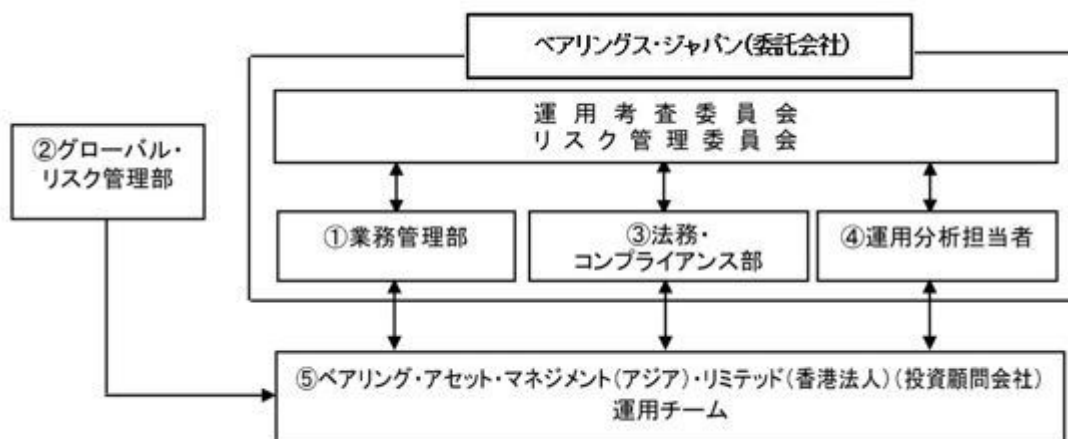 ベアリングス・ジャパン(委託会社)
運用考査委員会
リスク管理委員会
②グローバル・
リスク管理部
①業務管理部
③法務・
コンプライアンス部
④運用分析担当者
⑤ベアリング・アセット・マネジメント(アジア)・リミテッド(香港法人)(投資顧問会社)
運用チーム